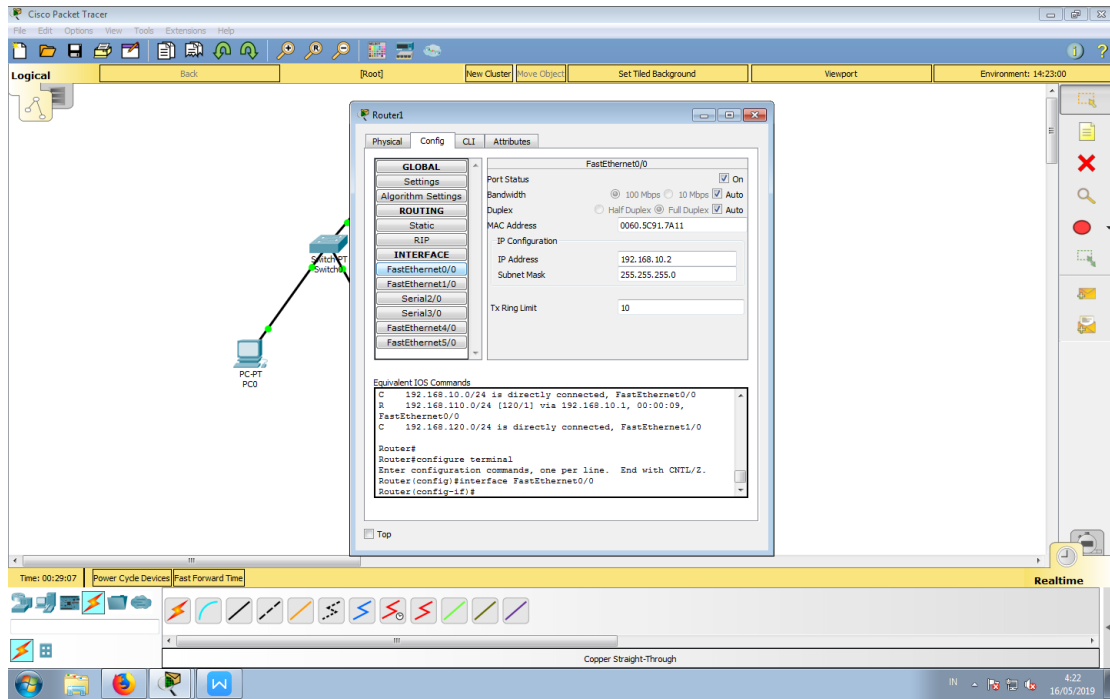 Cisco Packet Tracer
File Edit Options View Tools Extensions Help
Logical
Back
[Root]
New Cluster
Move Object
Set Tiled Background
Viewport
Environment: 14:23:00
Router1
Physical Config CLI Attributes
GLOBAL
Settings
Algorithm Settings
ROUTING
Static
RIP
INTERFACE
FastEthernet0/0
FastEthernet1/0
Serial2/0
Serial3/0
FastEthernet4/0
FastEthernet5/0
FastEthernet0/0
Port Status On
Bandwidth 100 Mbps 10 Mbps Auto
Duplex Half Duplex Full Duplex Auto
MAC Address 0060.5C91.7A11
IP Configuration
IP Address 192.168.10.2
Subnet Mask 255.255.255.0
Tx Ring Limit 10
Equivalent IOS Commands
C 192.168.10.0/24 is directly connected, FastEthernet0/0
R 192.168.110.0/24 [120/1] via 192.168.10.1, 00:00:09,
FastEthernet0/0
C 192.168.120.0/24 is directly connected, FastEthernet1/0
Router#
Router#configure terminal
Enter configuration commands, one per line. End with CNTL/Z.
Router(config)#interface FastEthernet0/0
Router(config-if)#
Top
Switch-PT
PC-PT
PC0
Time: 00:29:07
Power Cycle Devices
Fast Forward Time
Realtime
Copper Straight-Through
IN
4:22
16/05/2019